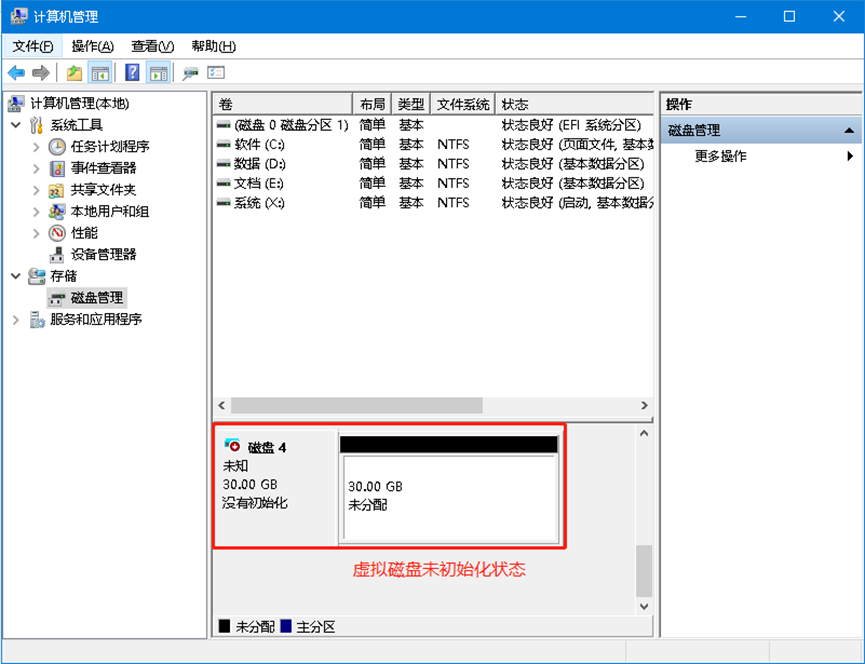 计算机管理
文件(F) 操作(A) 查看(V) 帮助(H)
计算机管理(本地)
系统工具
任务计划程序
事件查看器
共享文件夹
本地用户和组
性能
设备管理器
存储
磁盘管理
服务和应用程序
卷 布局 类型 文件系统 状态
(磁盘 0 磁盘分区 1) 简单 基本 状态良好 (EFI 系统分区)
软件 (C:) 简单 基本 NTFS 状态良好 (页面文件, 基本数
数据 (D:) 简单 基本 NTFS 状态良好 (基本数据分区)
文档 (E:) 简单 基本 NTFS 状态良好 (基本数据分区)
系统 (X:) 简单 基本 NTFS 状态良好 (启动, 基本数据分
磁盘 4
未知
30.00 GB
没有初始化
30.00 GB
未分配
虚拟磁盘未初始化状态
未分配 主分区
操作
磁盘管理
更多操作